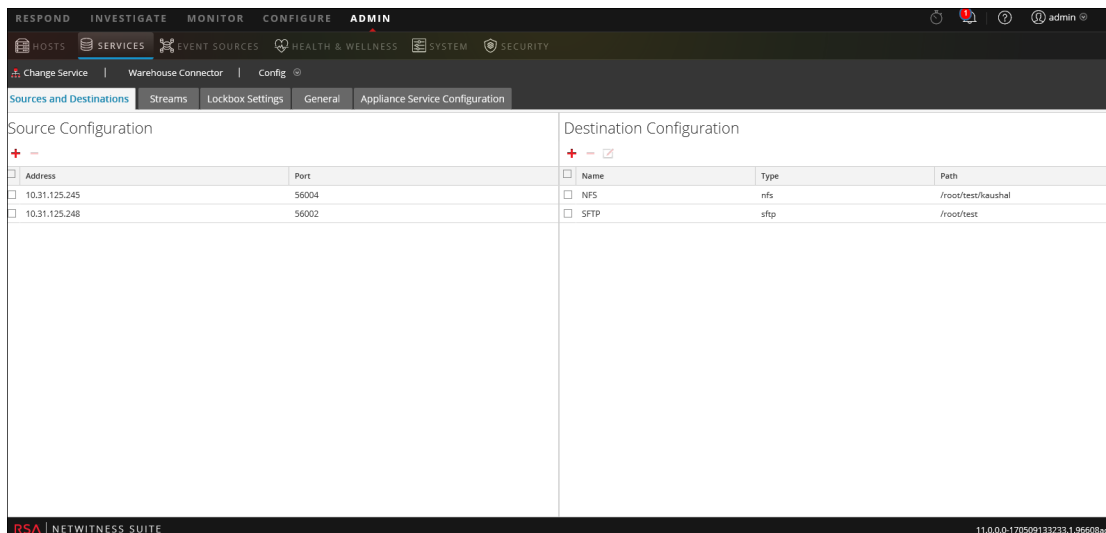 RESPOND INVESTIGATE MONITOR CONFIGURE ADMIN 1 ? admin
HOSTS SERVICES EVENT SOURCES HEALTH & WELLNESS SYSTEM SECURITY
Change Service | Warehouse Connector | Config
Sources and Destinations Streams Lockbox Settings General Appliance Service Configuration
Source Configuration
Address Port
10.31.125.245 56004
10.31.125.248 56002
Destination Configuration
Name Type Path
NFS nfs /root/test/kaushal
SFTP sftp /root/test
RSA | NETWITNESS SUITE 11.0.0.0-170509133233.1.96608a